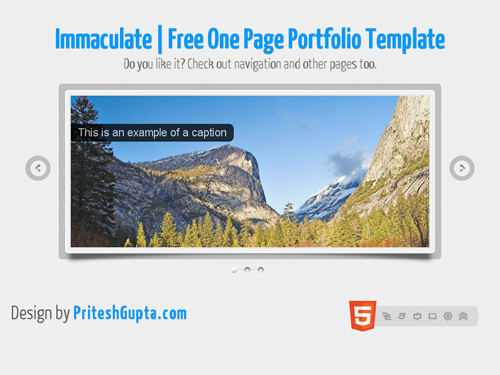 Immaculate | Free One Page Portfolio Template
Do you like it? Check out navigation and other pages too.
This is an example of a caption
Design by PriteshGupta.com
5